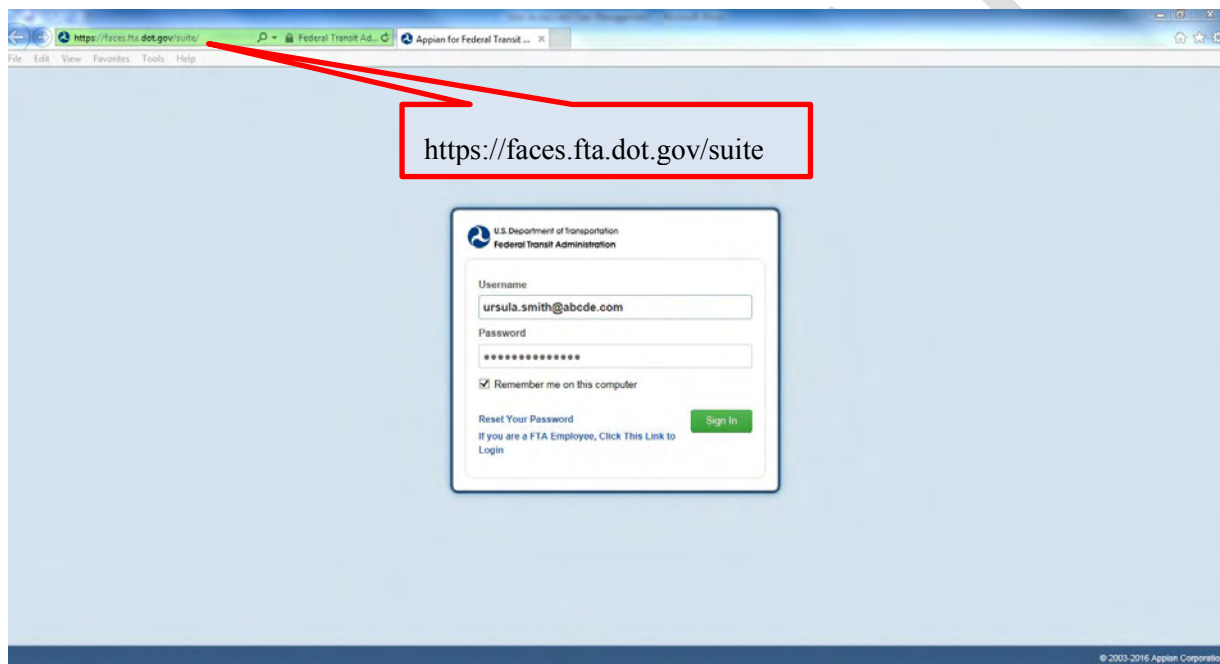 https://faces.fta.dot.gov/suite/
Federal Transit Ad...
Appian for Federal Transit ...
File Edit View Favorites Tools Help
https://faces.fta.dot.gov/suite
U.S. Department of Transportation
Federal Transit Administration
Username
ursula.smith@abcde.com
Password
Remember me on this computer
Reset Your Password
Sign In
If you are a FTA Employee, Click This Link to
Login
© 2003-2016 Appian Corporatio